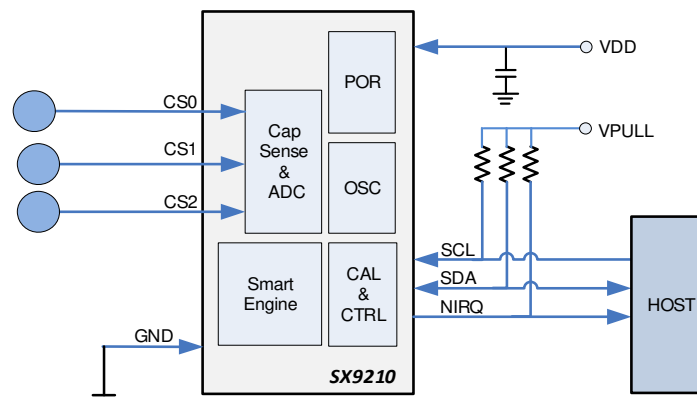 VDD
POR
CS0
VPULL
Cap
Sense
&
ADC
CS1
OSC
CS2
SCL
SDA
NIRQ
HOST
Smart
Engine
CAL
&
CTRL
GND
SX9210